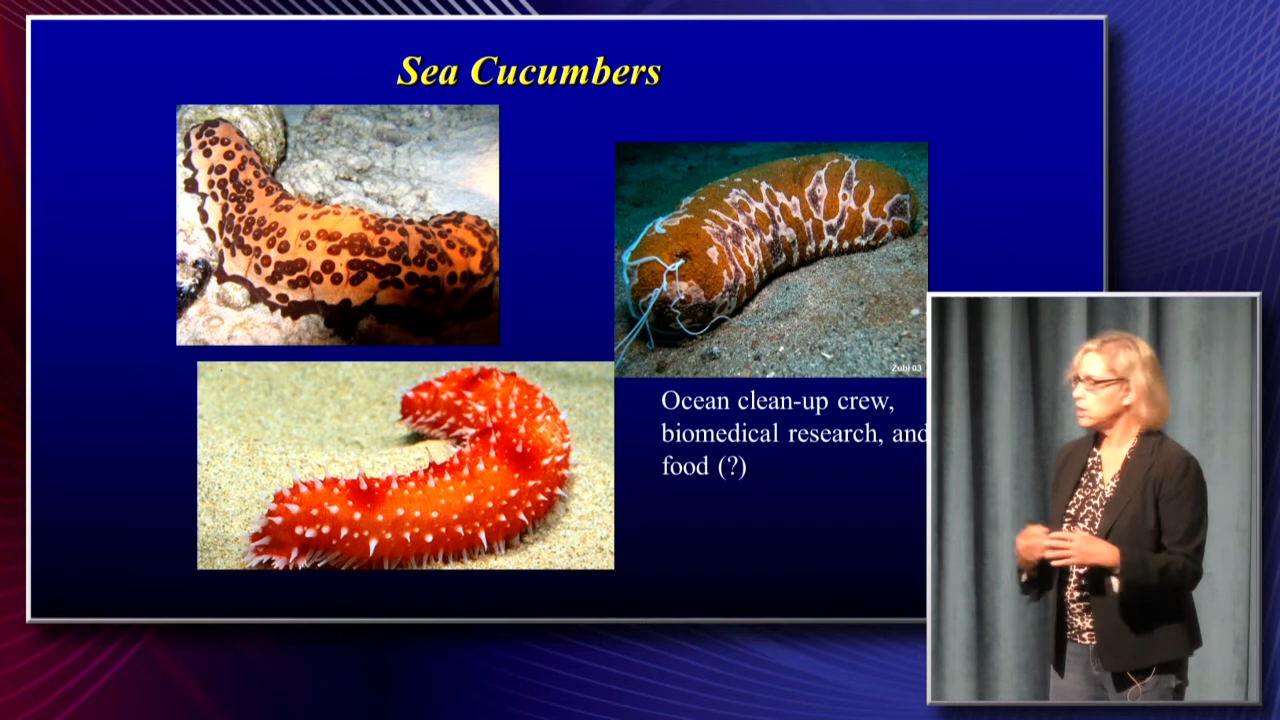 Sea Cucumbers
Zubi 03
Ocean clean-up crew,
biomedical research, and
food (?)